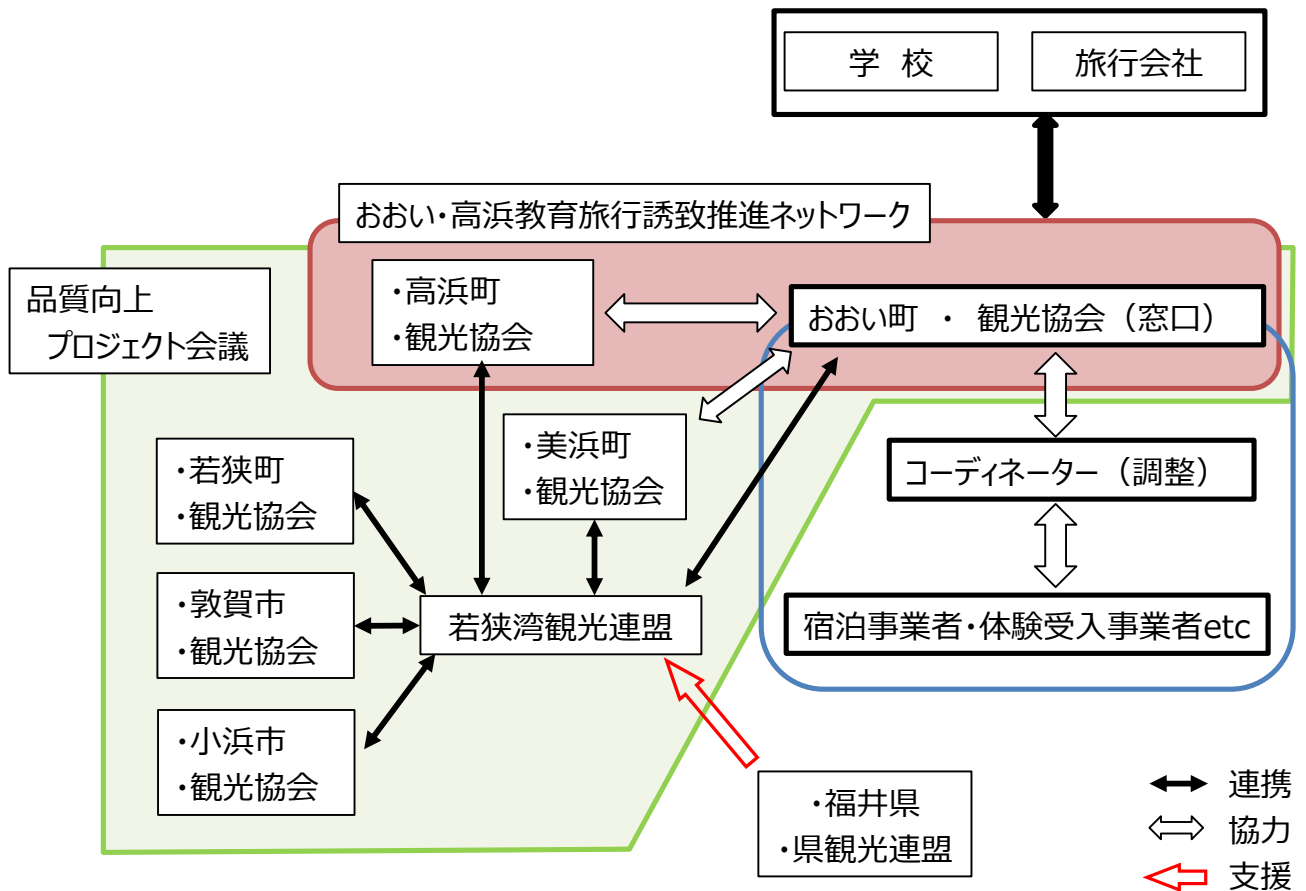 学 校
旅行会社
おおい・高浜教育旅行誘致推進ネットワーク
品質向上
プロジェクト会議
・高浜町
・観光協会
おおい町 ・ 観光協会（窓口）
・美浜町
・観光協会
コーディネーター（調整）
・若狭町
・観光協会
・敦賀市
・観光協会
若狭湾観光連盟
宿泊事業者・体験受入事業者etc
・小浜市
・観光協会
・福井県
・県観光連盟
連携
協力
支援